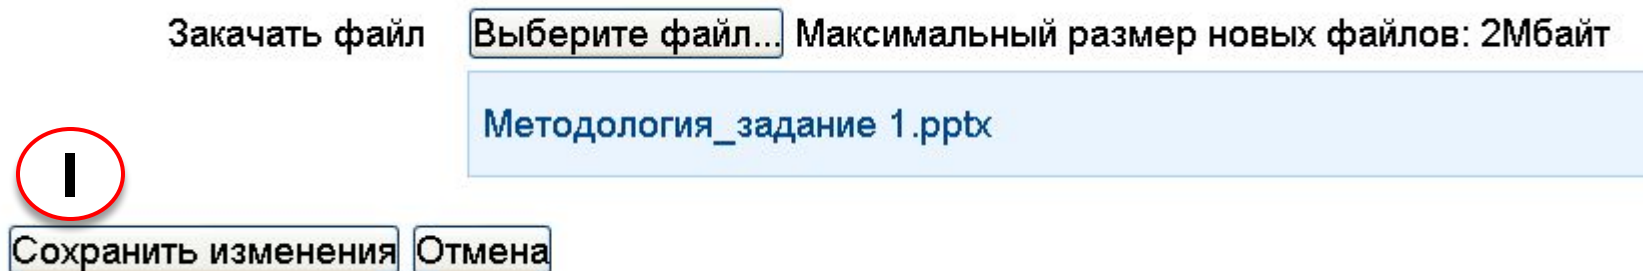 Закачать файл Выберите файл... Максимальный размер новых файлов: 2Мбайт
Методология_задание 1.pptx
I
Сохранить изменения Отмена